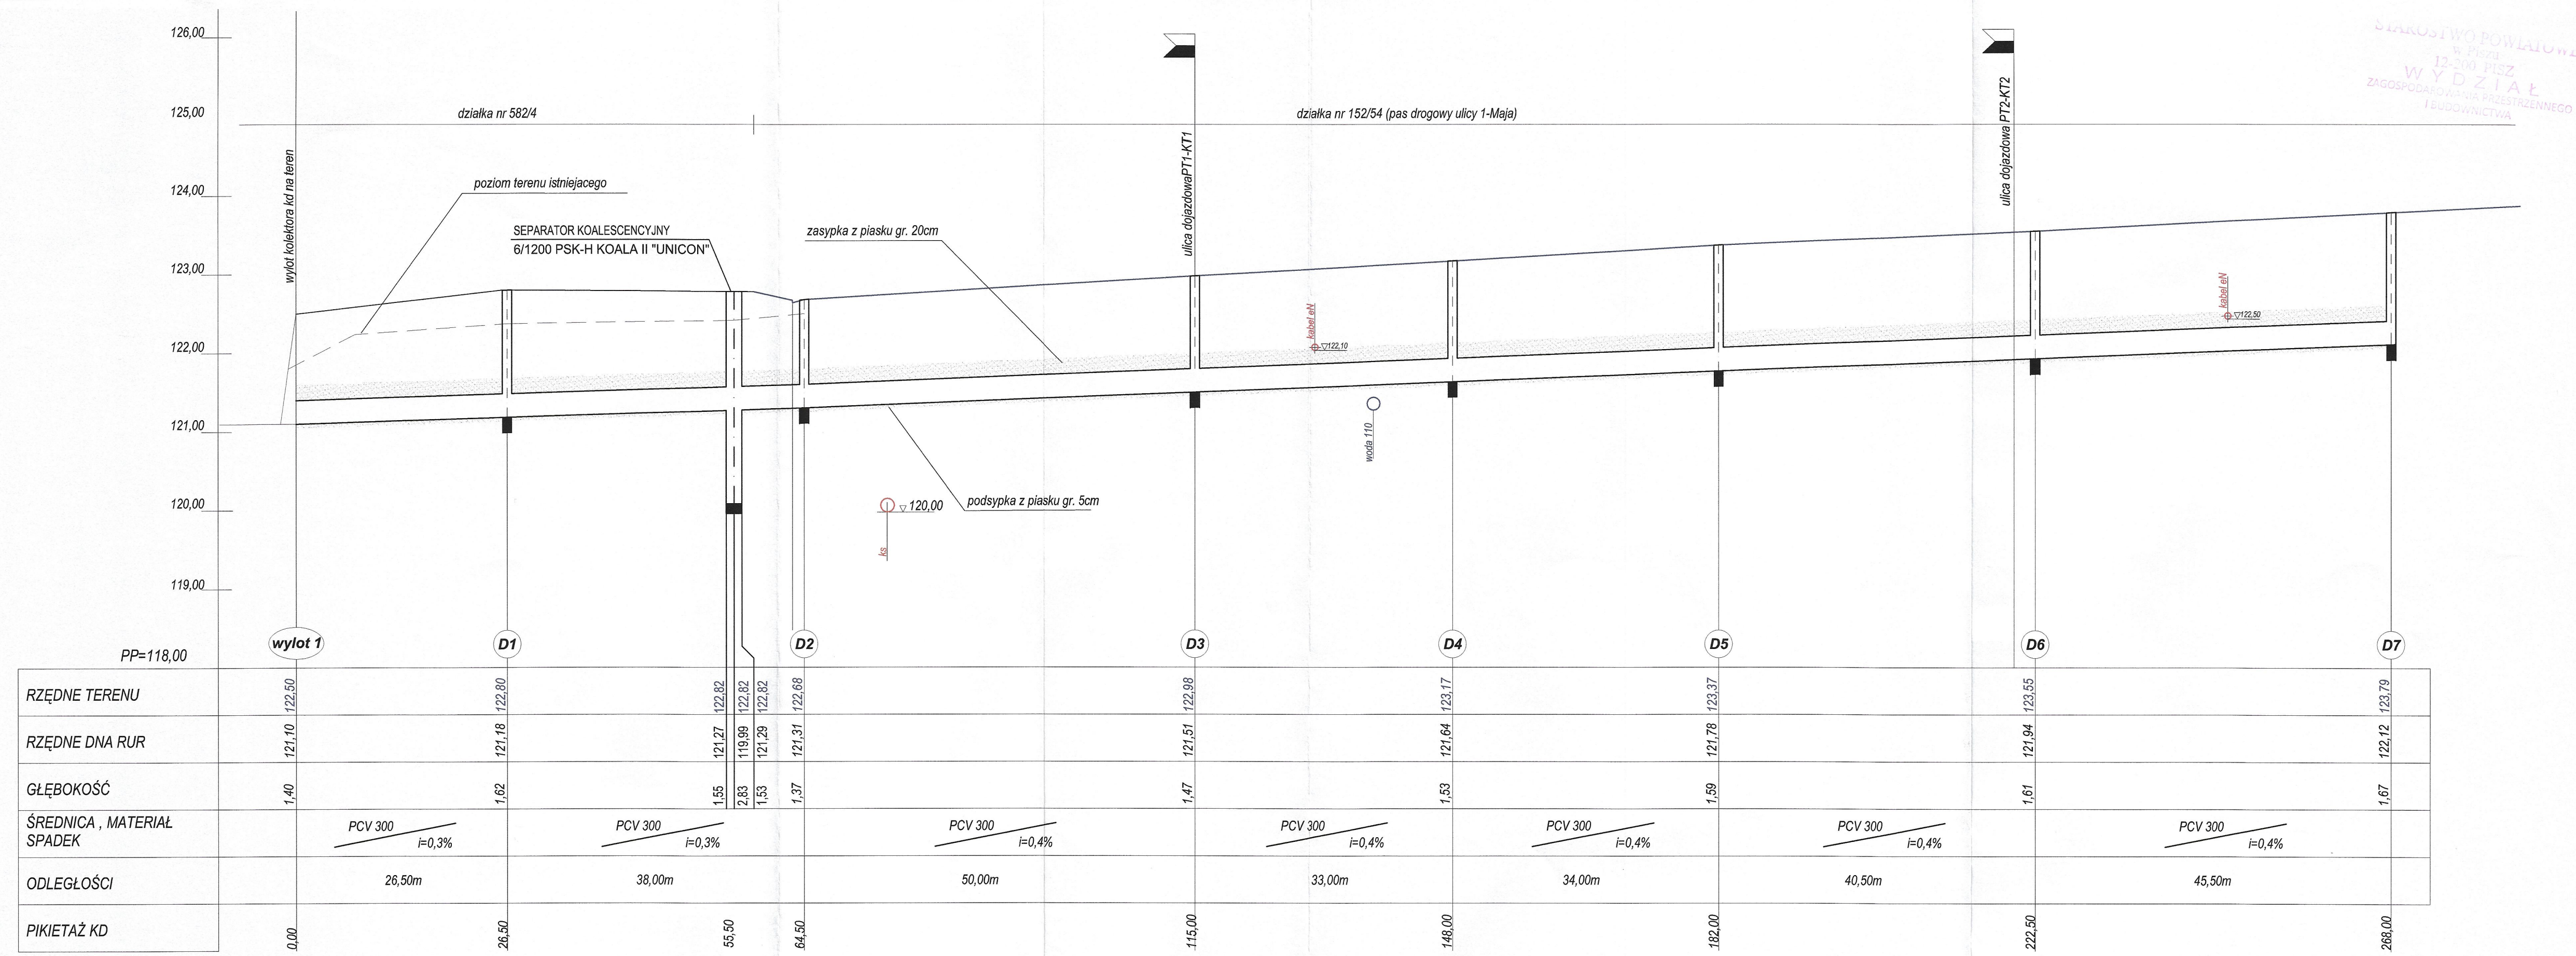 126,00
125,00
124,00
123,00
122,00
121,00
120,00
119,00
PP=118,00
STAROSTWO POWIATOWE
w Piszu
12-200 PISZ
WYDZIAŁ
ZAGOSPODAROWANIA PRZESTRZENNEGO
I BUDOWNICTWA
działka nr 582/4
działka nr 152/54 (pas drogowy ulicy 1-Maja)
wylot kolektora kd na teren
poziom terenu istniejacego
SEPARATOR KOALESCENCYJNY
6/1200 PSK-H KOALA II "UNICON"
zasypka z piasku gr. 20cm
ulica dojazdowaPT1-KT1
ulica dojazdowa PT2-KT2
kabel eN
122,10
kabel eN
122,50
woda 110
120,00
ks
podsypka z piasku gr. 5cm
wylot 1
D1
D2
D3
D4
D5
D6
D7
RZĘDNE TERENU
122,50
122,80
122,82
122,82
122,82
122,68
122,98
123,17
123,37
123,55
123,79
RZĘDNE DNA RUR
121,10
121,18
121,27
119,99
121,29
121,31
121,51
121,64
121,78
121,94
122,12
GŁĘBOKOŚĆ
1,40
1,62
1,55
2,83
1,53
1,37
1,47
1,53
1,59
1,61
1,67
ŚREDNICA , MATERIAŁ
SPADEK
PCV 300
i=0,3%
PCV 300
i=0,3%
PCV 300
i=0,4%
PCV 300
i=0,4%
PCV 300
i=0,4%
PCV 300
i=0,4%
PCV 300
i=0,4%
ODLEGŁOŚCI
26,50m
38,00m
50,00m
33,00m
34,00m
40,50m
45,50m
PIKIETAŻ KD
0,00
26,50
55,50
64,50
115,00
148,00
182,00
222,50
268,00